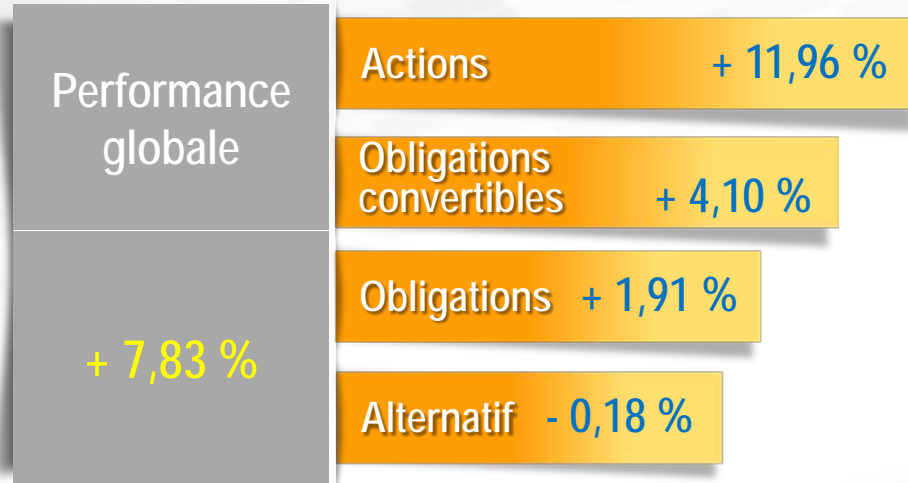 Performance
globale
+ 7,83 %
Actions + 11,96 %
Obligations
convertibles + 4,10 %
Obligations + 1,91 %
Alternatif - 0,18 %